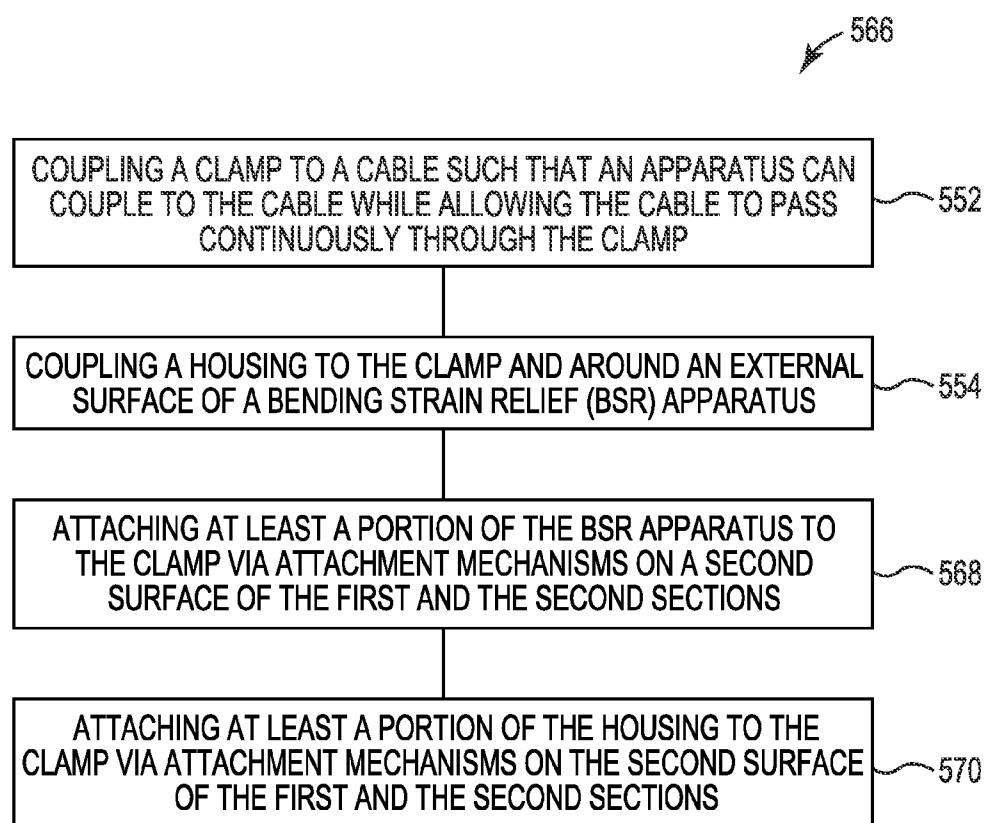 566
COUPLING A CLAMP TO A CABLE SUCH THAT AN APPARATUS CAN
COUPLE TO THE CABLE WHILE ALLOWING THE CABLE TO PASS
CONTINUOUSLY THROUGH THE CLAMP
552
COUPLING A HOUSING TO THE CLAMP AND AROUND AN EXTERNAL
SURFACE OF A BENDING STRAIN RELIEF (BSR) APPARATUS
554
ATTACHING AT LEAST A PORTION OF THE BSR APPARATUS TO
THE CLAMP VIA ATTACHMENT MECHANISMS ON A SECOND
SURFACE OF THE FIRST AND THE SECOND SECTIONS
568
ATTACHING AT LEAST A PORTION OF THE HOUSING TO THE
CLAMP VIA ATTACHMENT MECHANISMS ON THE SECOND SURFACE
OF THE FIRST AND THE SECOND SECTIONS
570